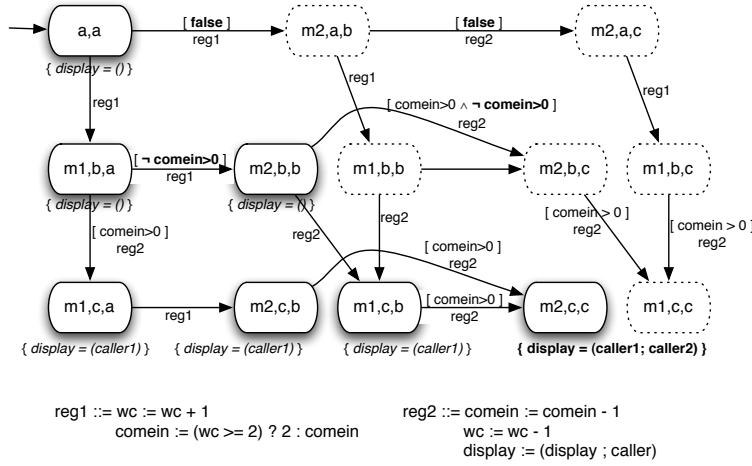 a,a
[ false ]
reg1
m2,a,b
[ false ]
reg2
m2,a,c
{ display = () }
reg1
reg1
reg1
[ comein>0 ∧ ¬ comein>0 ]
reg2
m1,b,a
[ ¬ comein>0 ]
reg1
m2,b,b
m1,b,b
m2,b,c
m1,b,c
{ display = () }
{ display = () }
[ comein>0 ]
reg2
reg2
reg2
[ comein > 0 ]
reg2
[ comein > 0 ]
reg2
[ comein>0 ]
reg2
m1,c,a
reg1
m2,c,b
m1,c,b
[ comein>0 ]
reg2
m2,c,c
m1,c,c
{ display = (caller1) }
{ display = (caller1) }
{ display = (caller1) }
{ display = (caller1; caller2) }
reg1 ::= wc := wc + 1
comein := (wc >= 2) ? 2 : comein
reg2 ::= comein := comein - 1
wc := wc - 1
display := (display ; caller)